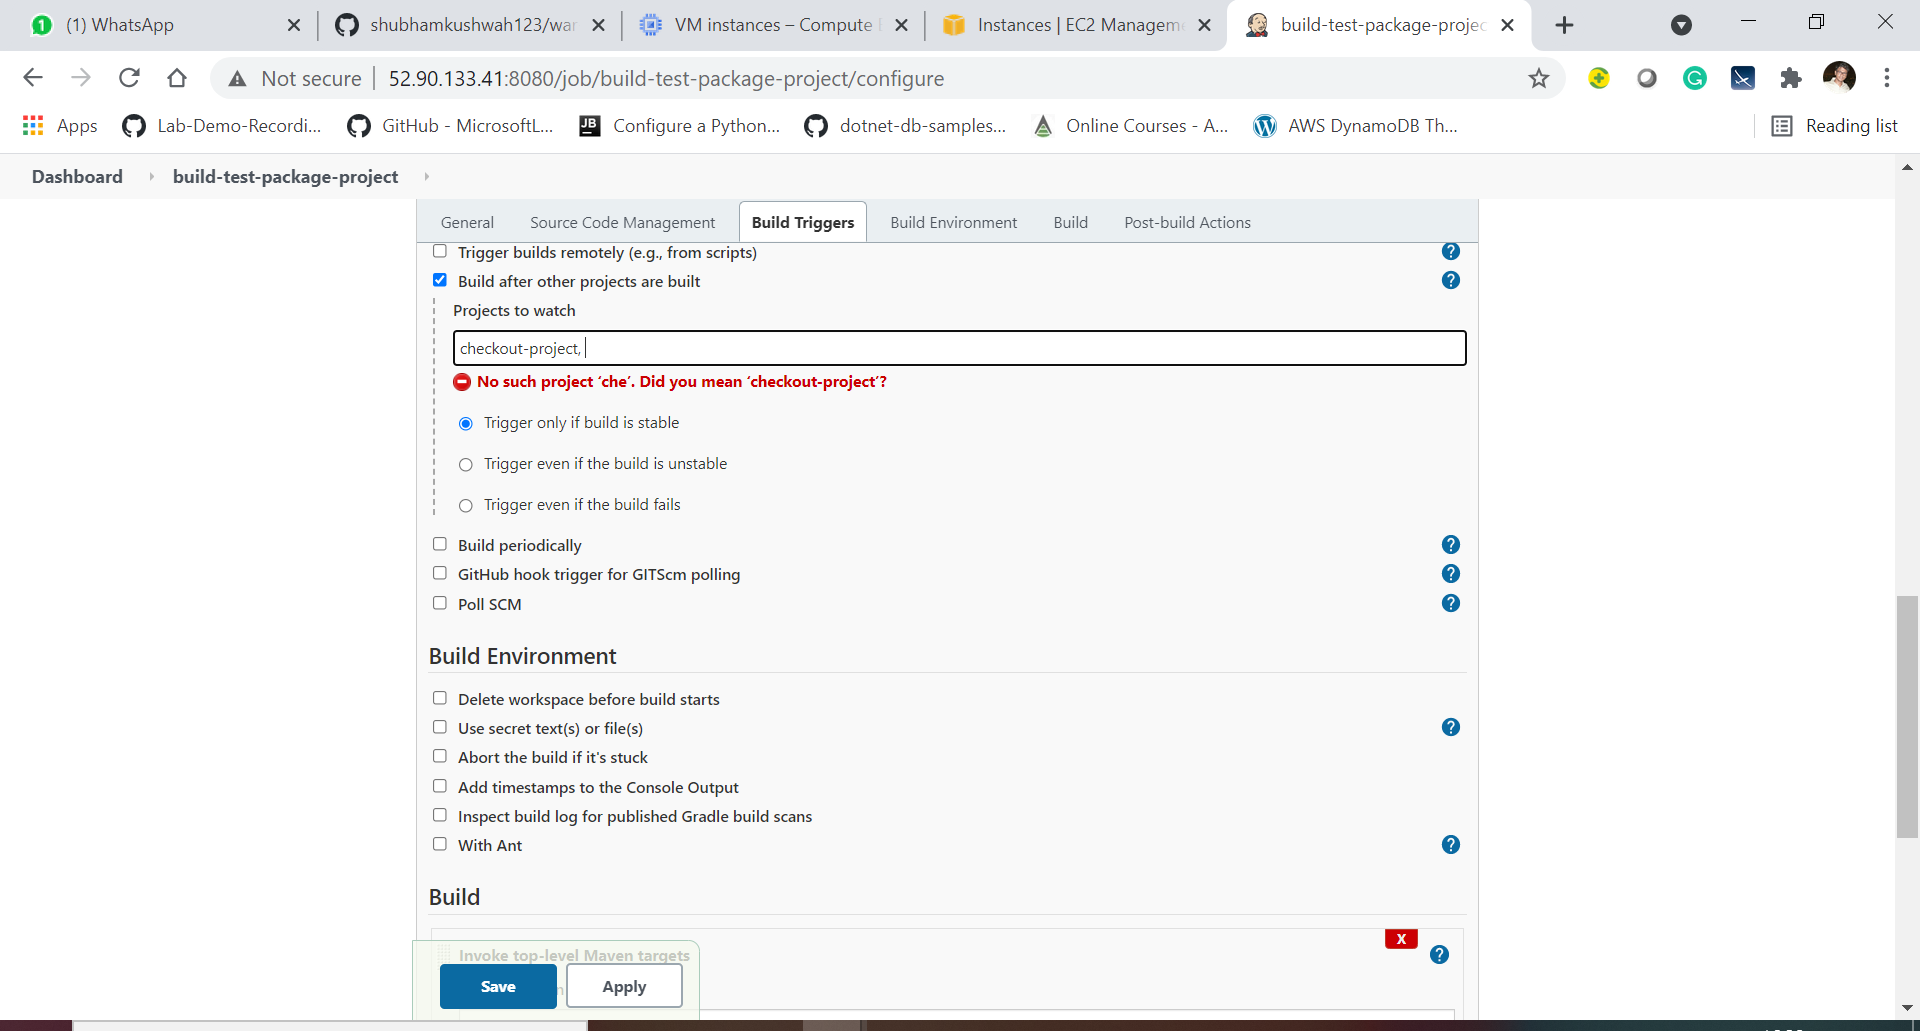 (1) WhatsApp
shubhamkushwah123/war
VM instances – Compute E
Instances | EC2 Manageme
build-test-package-projec
Not secure 52.90.133.41:8080/job/build-test-package-project/configure
Apps
Lab-Demo-Recordi...
GitHub - MicrosoftL...
JB
Configure a Python...
dotnet-db-samples...
Online Courses - A...
AWS DynamoDB Th...
Reading list
Dashboard
build-test-package-project
General
Source Code Management
Build Triggers
Build Environment
Build
Post-build Actions
Trigger builds remotely (e.g., from scripts)
Build after other projects are built
Projects to watch
checkout-project,
No such project ‘che’. Did you mean ‘checkout-project’?
Trigger only if build is stable
Trigger even if the build is unstable
Trigger even if the build fails
Build periodically
GitHub hook trigger for GITScm polling
Poll SCM
Build Environment
Delete workspace before build starts
Use secret text(s) or file(s)
Abort the build if it's stuck
Add timestamps to the Console Output
Inspect build log for published Gradle build scans
With Ant
Build
X
Invoke top-level Maven targets
Save
Apply